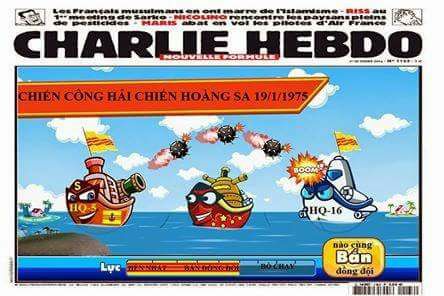 Les Français musulmans en ont marre de l'Islamisme - RISS au
1er meeting de Sarko - NICOLINO rencontre les paysans pleins
de pesticides - MARIS abat en vol les pilotes d'Air France
CHARLIE HEBDO
NOUVELLE FORMULE
CHIẾN CÔNG HẢI CHIẾN HOÀNG SA 19/1/1975
BOOM!
S
HQ-5
HQ-16
nào cùng
Bắn
đồng đội
Lực
BỎ CHẠY